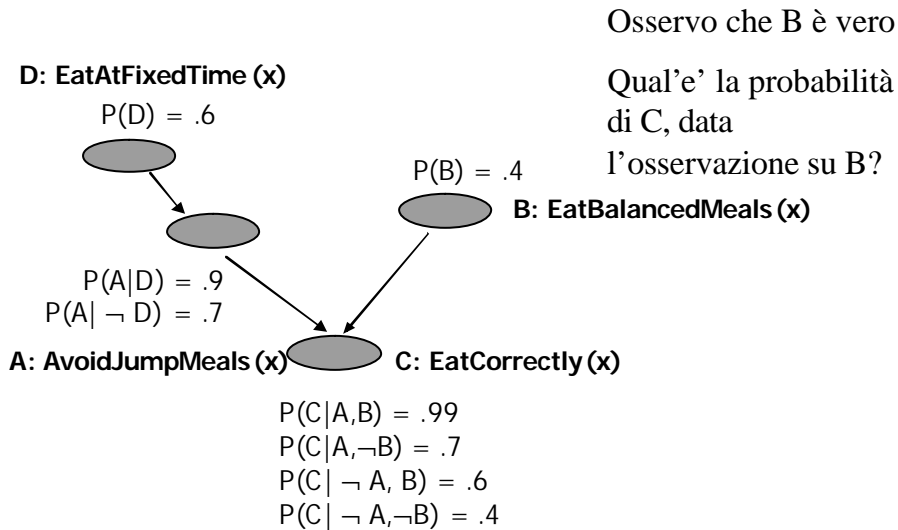 Osservo che B è vero
Qual'e' la probabilità
di C, data
l'osservazione su B?
D: EatAtFixedTime (x)
P(D) = .6
P(B) = .4
B: EatBalancedMeals (x)
P(A|D) = .9
P(A| ¬ D) = .7
A: AvoidJumpMeals (x)
C: EatCorrectly (x)
P(C|A,B) = .99
P(C|A,¬B) = .7
P(C| ¬ A, B) = .6
P(C| ¬ A,¬B) = .4